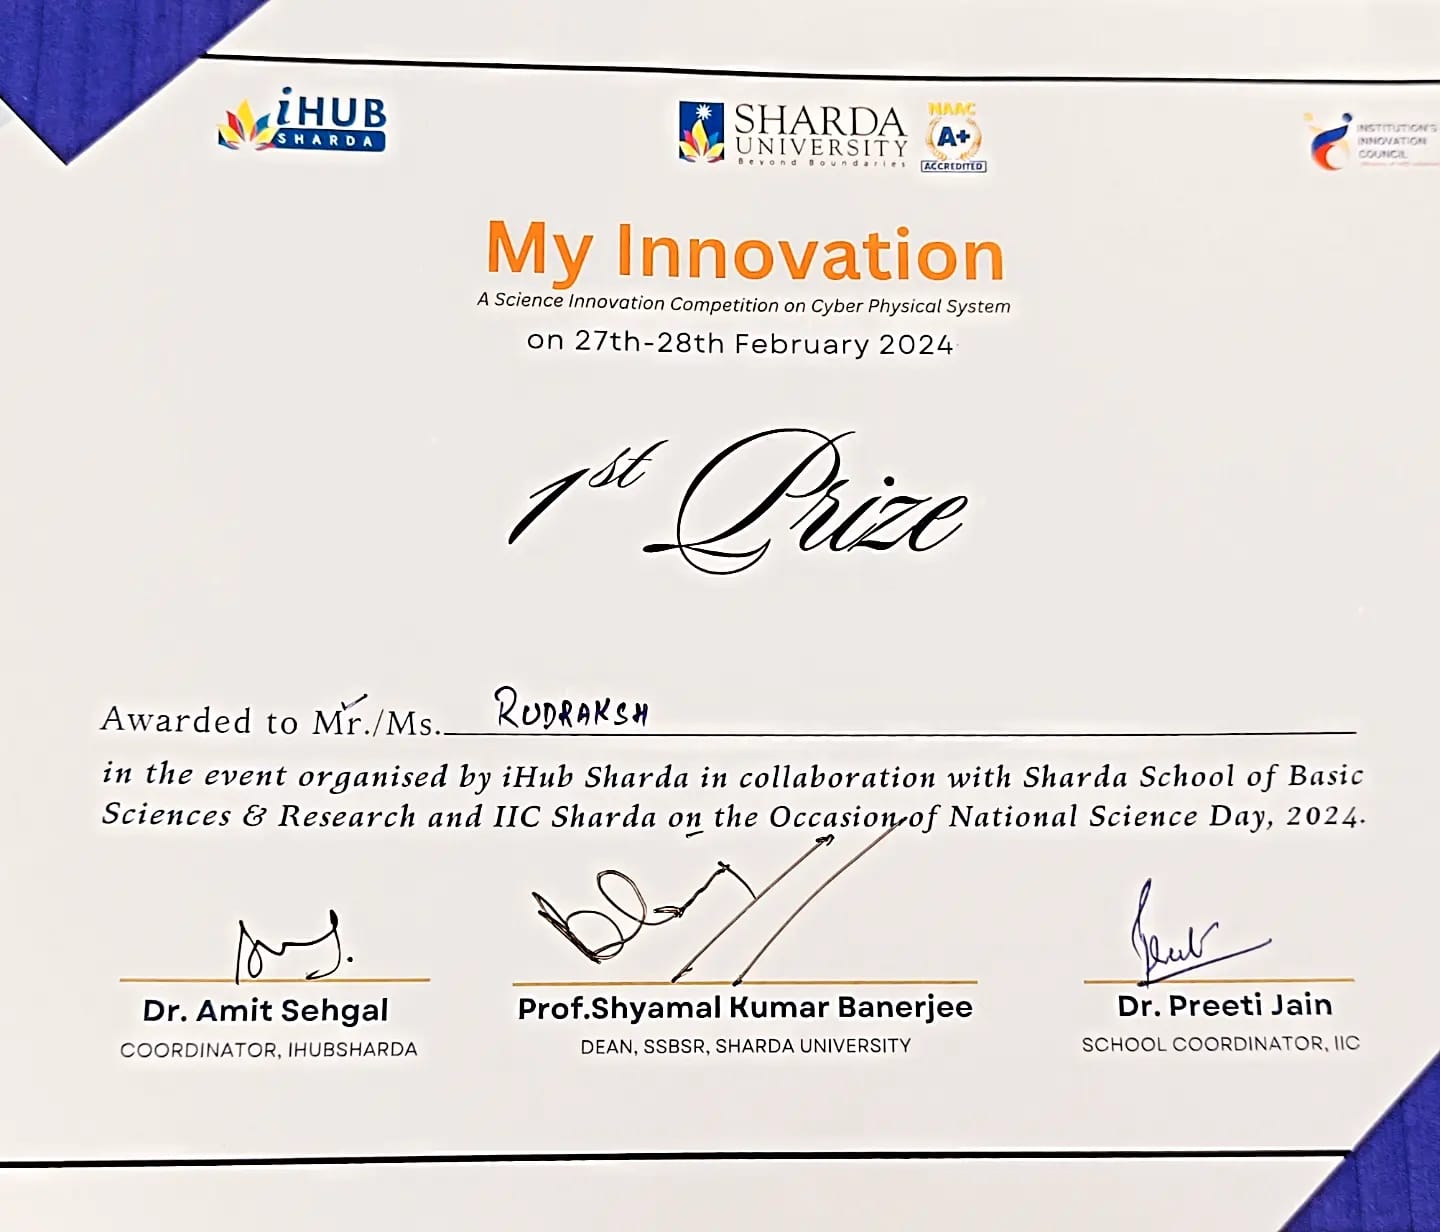 iHUB
SHARDA
SHARDA
UNIVERSITY
Beyond Boundaries
NAAC
A+
ACCREDITED
INSTITUTION'S
INNOVATION
COUNCIL
My Innovation
A Science Innovation Competition on Cyber Physical System
on 27th-28th February 2024
1st Prize
Awarded to Mr./Ms. RUDRAKSH
in the event organised by iHub Sharda in collaboration with Sharda School of Basic
Sciences & Research and IIC Sharda on the Occasion of National Science Day, 2024.
Dr. Amit Sehgal
COORDINATOR, IHUBSHARDA
Prof.Shyamal Kumar Banerjee
DEAN, SSBSR, SHARDA UNIVERSITY
Dr. Preeti Jain
SCHOOL COORDINATOR, IIC